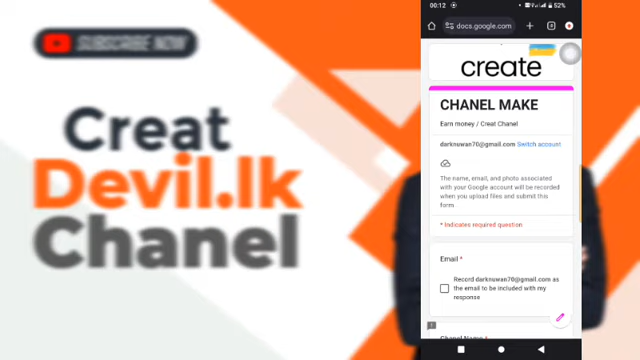 SUBSCRIBE NOW
Creat
Devil.lk
Chanel
00:12
52%
docs.google.com
create
CHANEL MAKE
Earn money / Creat Chanel
darknuwan70@gmail.com Switch account
The name, email, and photo associated
with your Google account will be recorded
when you upload files and submit this
form
* Indicates required question
Email *
Record darknuwan70@gmail.com as
the email to be included with my
response
Chanel Name *